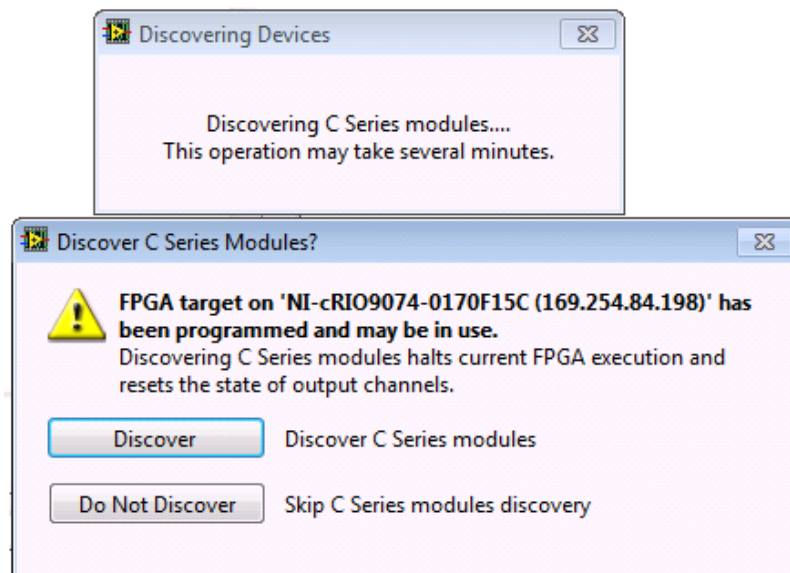 Discovering Devices
Discovering C Series modules....
This operation may take several minutes.
Discover C Series Modules?
FPGA target on 'NI-cRIO9074-0170F15C (169.254.84.198)' has
been programmed and may be in use.
Discovering C Series modules halts current FPGA execution and
resets the state of output channels.
Discover Discover C Series modules
Do Not Discover Skip C Series modules discovery